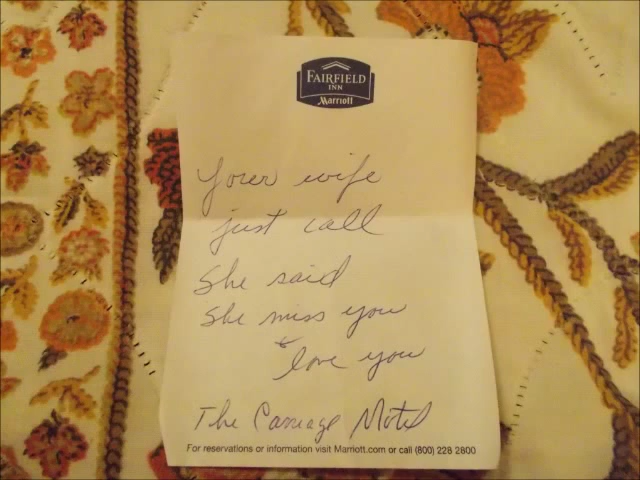 FAIRFIELD
INN
Marriott
Your wife
just call
She said
She miss you
& love you
The Carriage Motel
For reservations or information visit Marriott.com or call (800) 228 2800